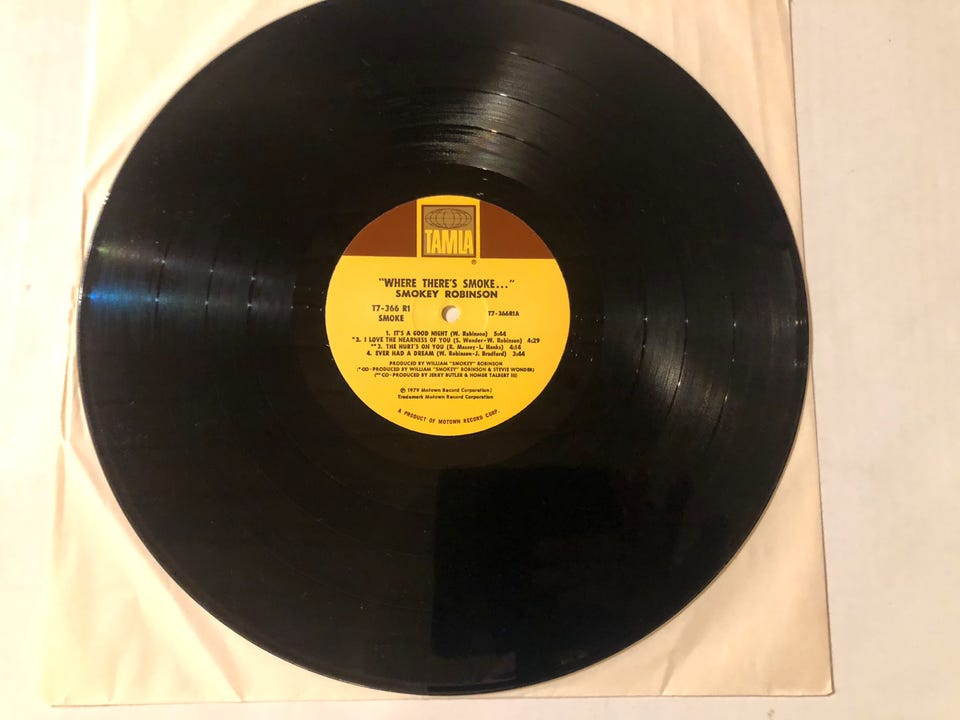 TAMLA
®
"WHERE THERE'S SMOKE..."
SMOKEY ROBINSON
T7-366 R1
T7-366R1A
SMOKE
1. IT'S A GOOD NIGHT (W. Robinson) 5:44
*2. I LOVE THE NEARNESS OF YOU (S. Wonder-W. Robinson) 4:29
**3. THE HURT'S ON YOU (R. Massey-L. Hanks) 4:14
4. EVER HAD A DREAM (W. Robinson-J. Bradford) 3:44
PRODUCED BY WILLIAM "SMOKEY" ROBINSON
(*CO-PRODUCED BY WILLIAM "SMOKEY" ROBINSON & STEVIE WONDER)
(**CO-PRODUCED BY JERRY BUTLER & HOMER TALBERT III)
℗ 1979 Motown Record Corporation
Trademark Motown Record Corporation
A PRODUCT OF MOTOWN RECORD CORP.